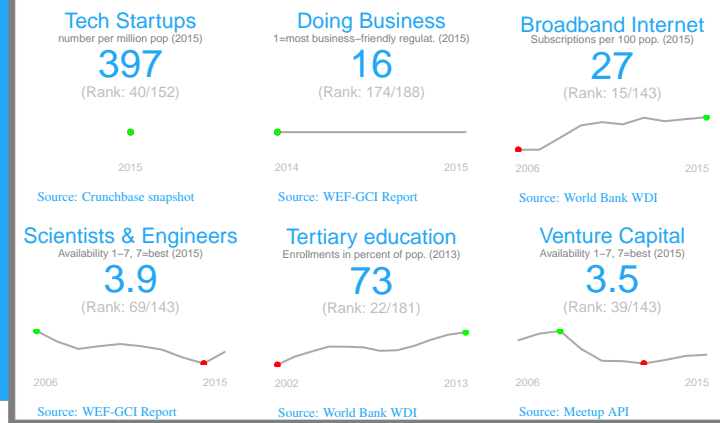 Tech Startups
number per million pop (2015)
397
(Rank: 40/152)
2015
Source: Crunchbase snapshot
Doing Business
1=most business−friendly regulat. (2015)
16
(Rank: 174/188)
2014 2015
Source: WEF-GCI Report
Broadband Internet
Subscriptions per 100 pop. (2015)
27
(Rank: 15/143)
2006 2015
Source: World Bank WDI
Scientists & Engineers
Availability 1−7, 7=best (2015)
3.9
(Rank: 69/143)
2006 2015
Source: WEF-GCI Report
Tertiary education
Enrollments in percent of pop. (2013)
73
(Rank: 22/181)
2002 2013
Source: World Bank WDI
Venture Capital
Availability 1−7, 7=best (2015)
3.5
(Rank: 39/143)
2006 2015
Source: Meetup API